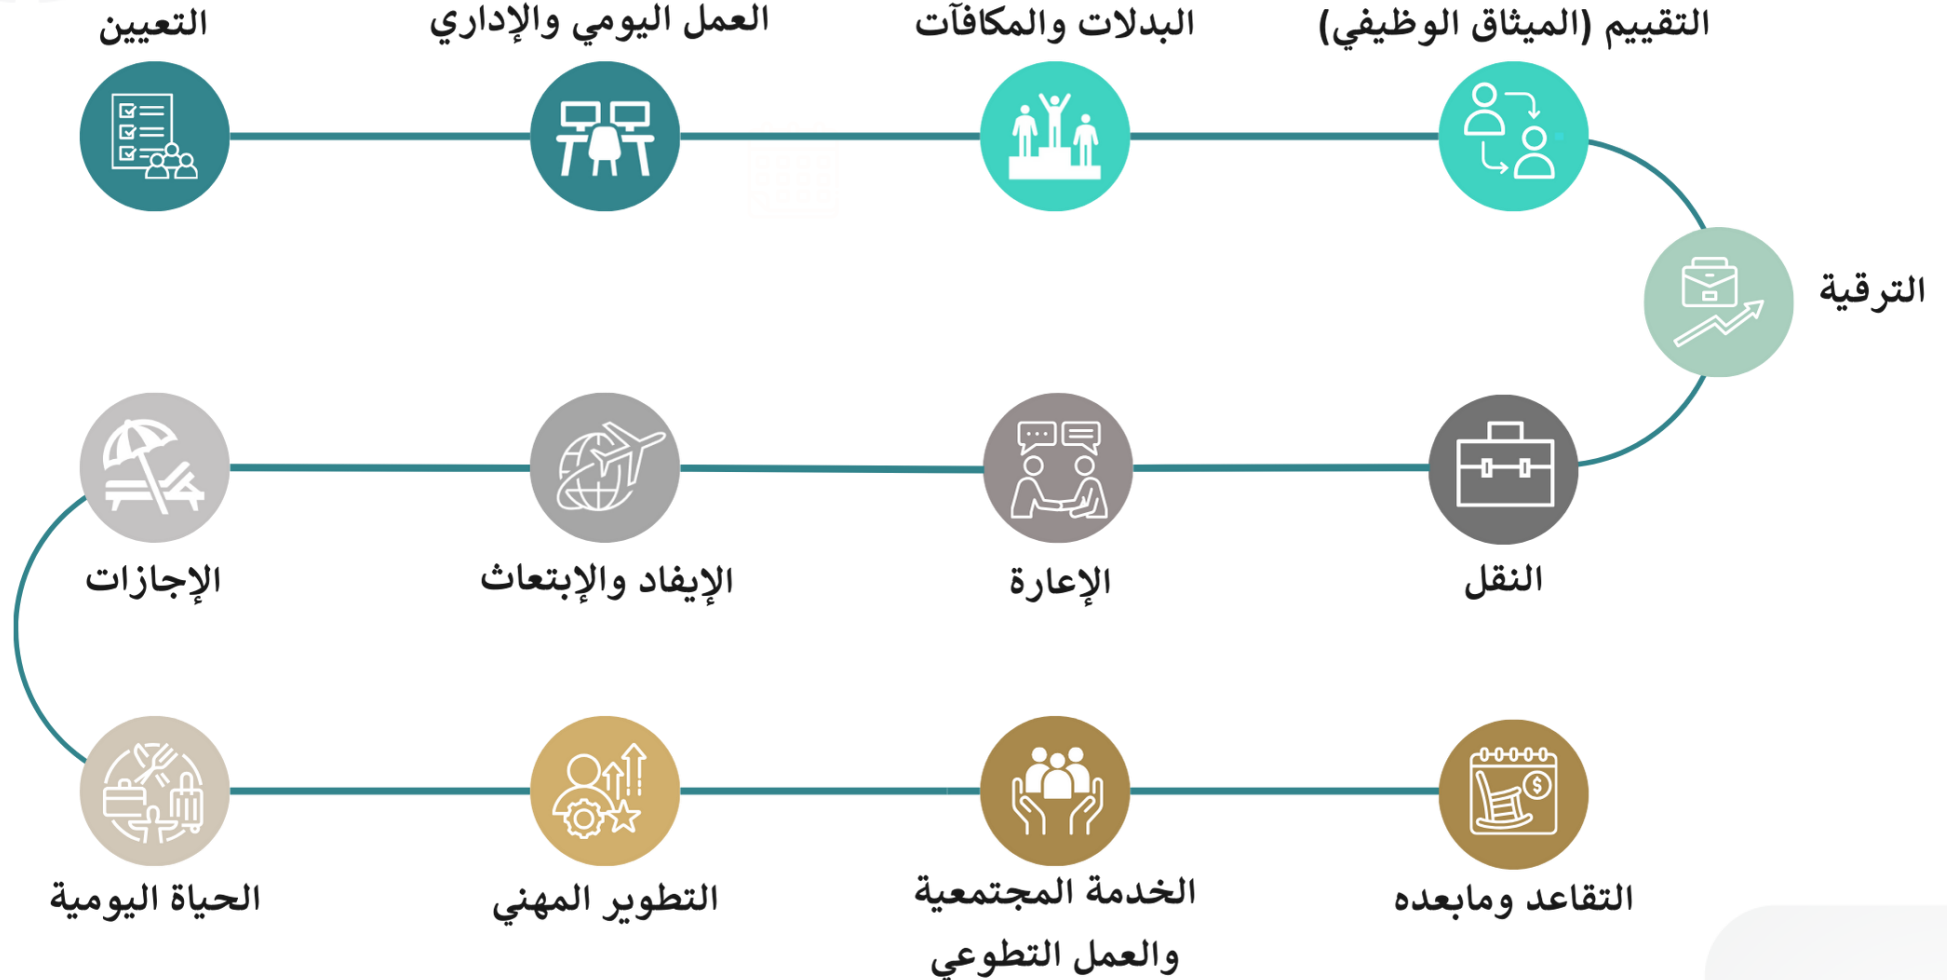 التعيين
العمل اليومي والإداري
البدلات والمكافآت
التقييم (الميثاق الوظيفي)
الترقية
النقل
الإعارة
الإيفاد والإبتعاث
الإجازات
الحياة اليومية
التطوير المهني
الخدمة المجتمعية
والعمل التطوعي
التقاعد ومابعده